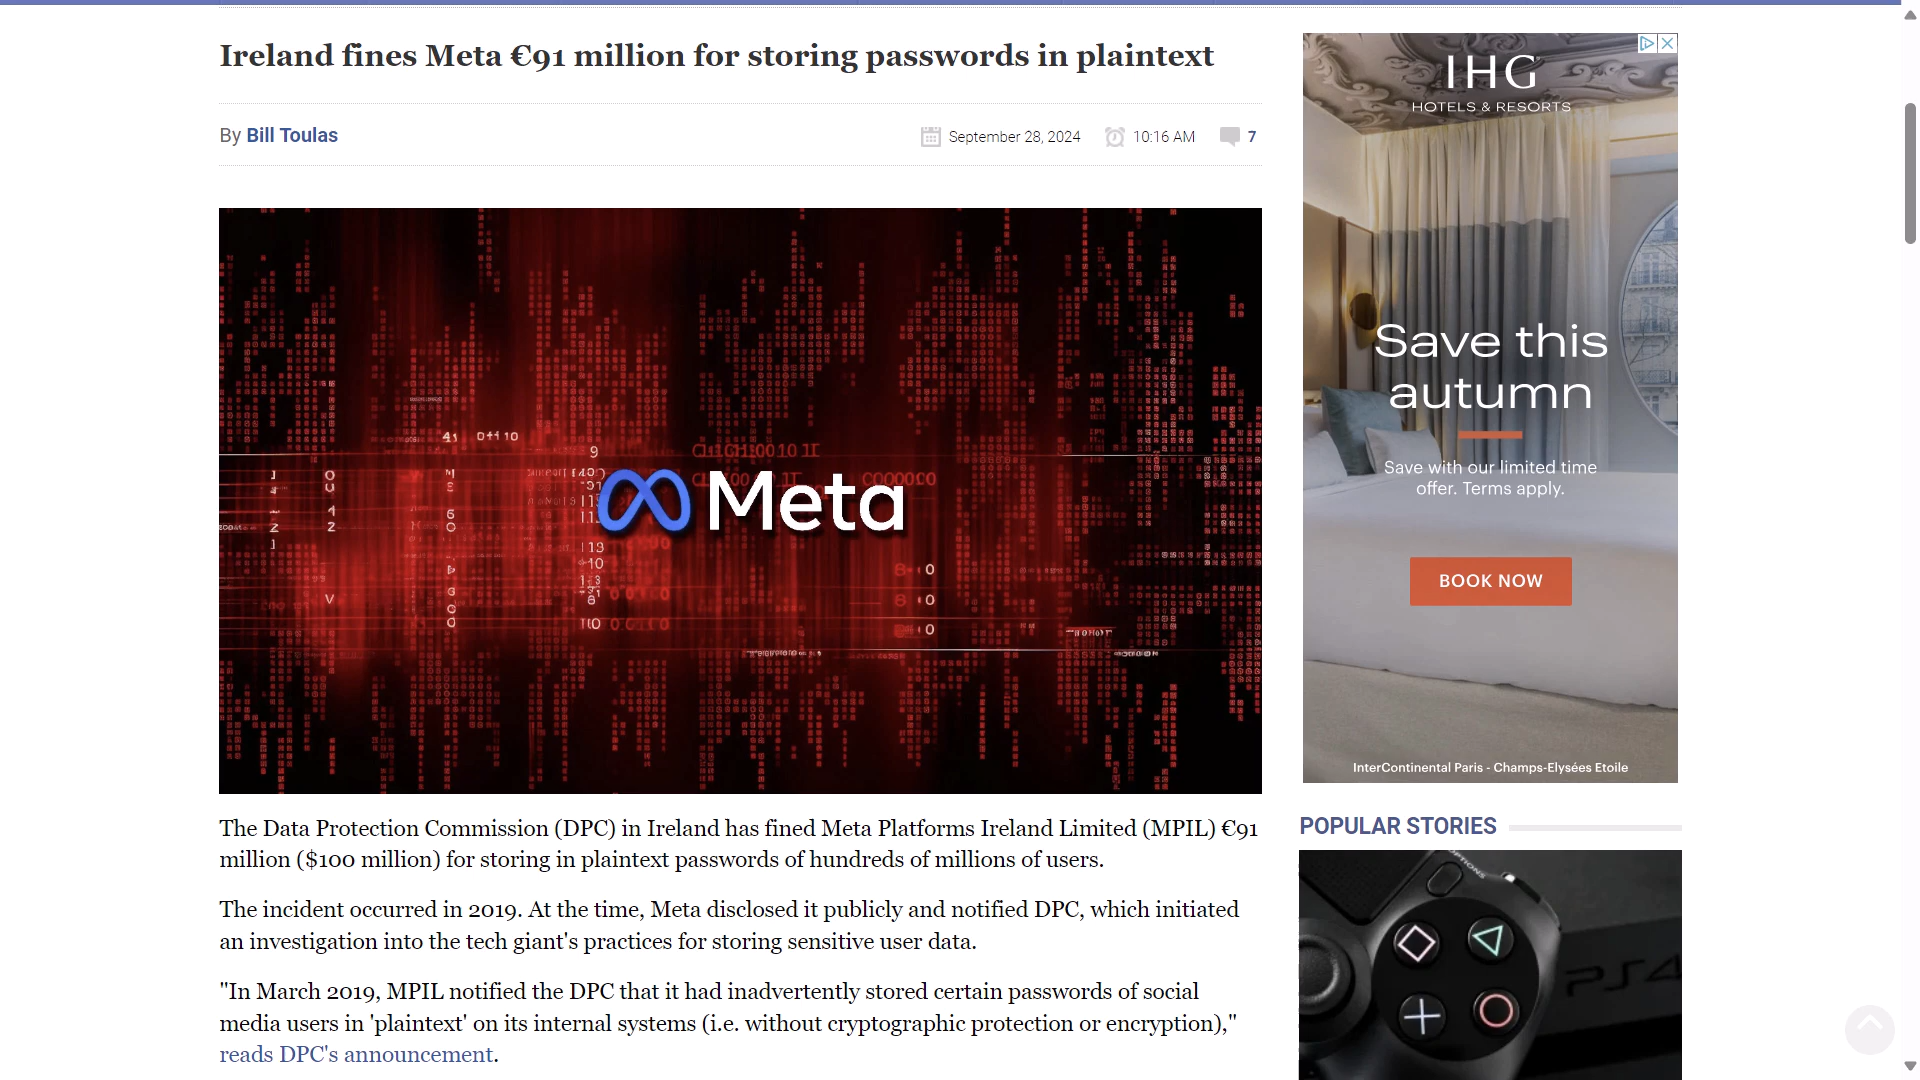 Ireland fines Meta €91 million for storing passwords in plaintext
By Bill Toulas
September 28, 2024
10:16 AM
7
Meta
The Data Protection Commission (DPC) in Ireland has fined Meta Platforms Ireland Limited (MPIL) €91
million ($100 million) for storing in plaintext passwords of hundreds of millions of users.
The incident occurred in 2019. At the time, Meta disclosed it publicly and notified DPC, which initiated
an investigation into the tech giant's practices for storing sensitive user data.
"In March 2019, MPIL notified the DPC that it had inadvertently stored certain passwords of social
media users in 'plaintext' on its internal systems (i.e. without cryptographic protection or encryption),"
reads DPC's announcement.
IHG
HOTELS & RESORTS
Save this
autumn
Save with our limited time
offer. Terms apply.
BOOK NOW
InterContinental Paris - Champs-Elysées Etoile
POPULAR STORIES
OPTIONS
PS4